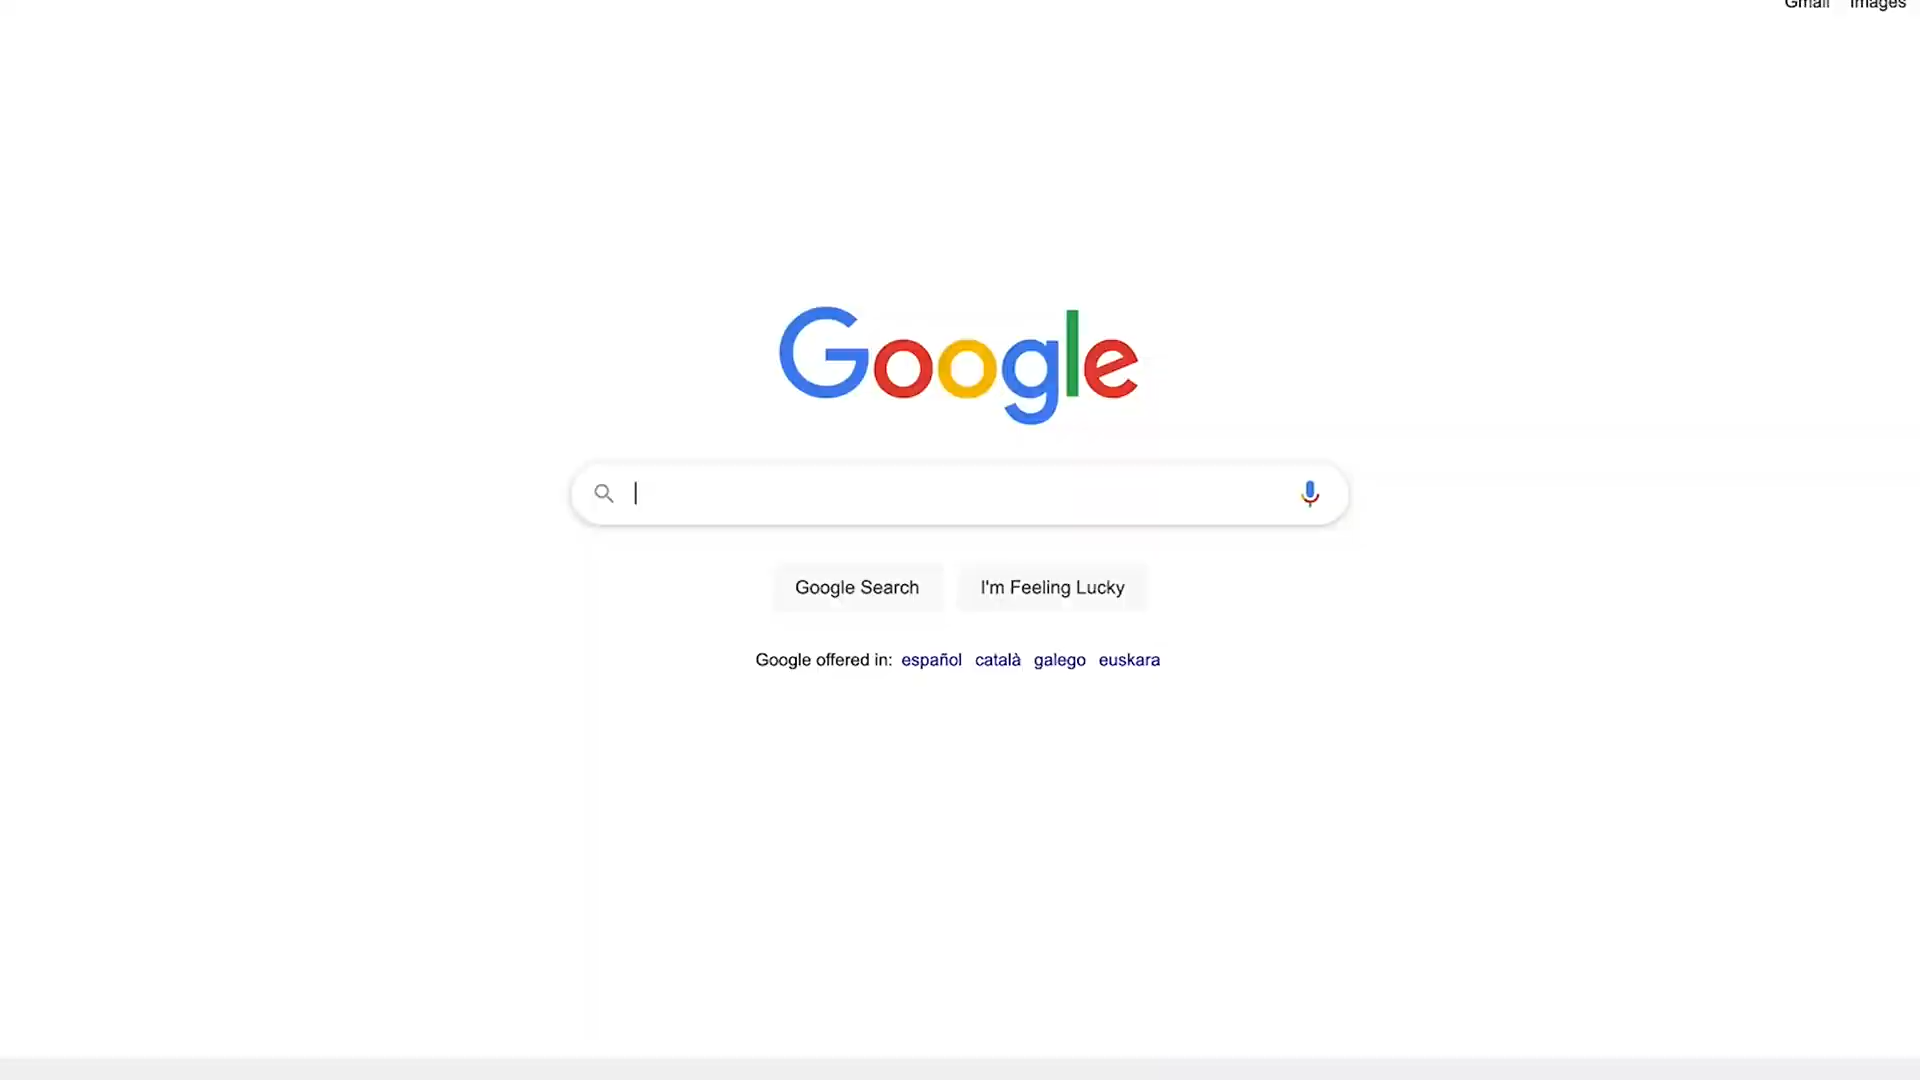 Gmail Images
Google
Google Search I'm Feeling Lucky
Google offered in: español català galego euskara